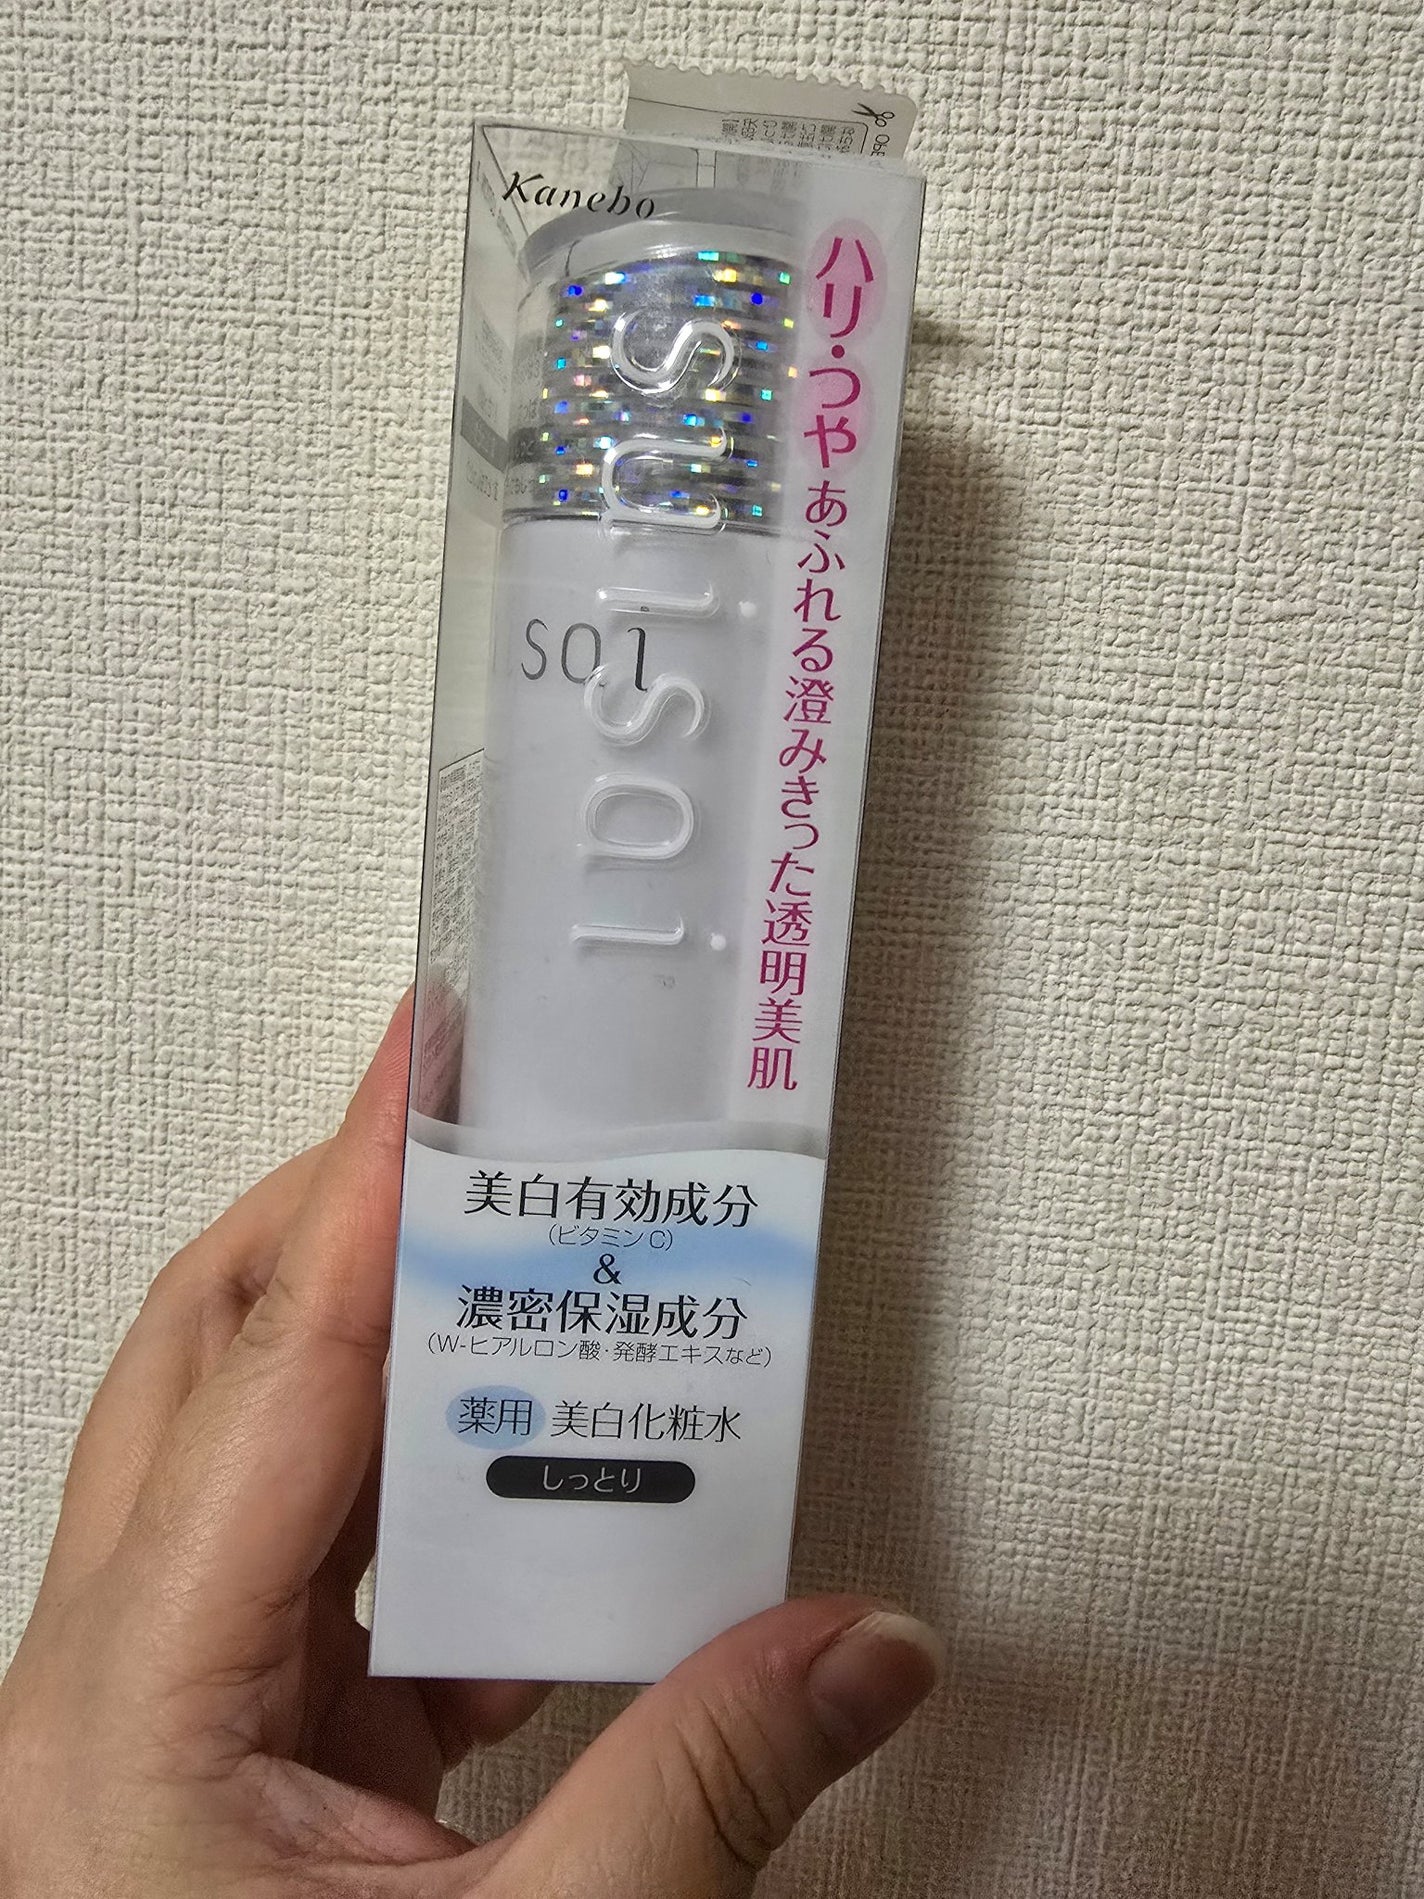 Kanebo
suisai
ハリ・つやあふれる澄みきった透明美肌
美白有効成分
(ビタミンC)
&
濃密保湿成分
(W-ヒアルロン酸・発酵エキスなど)
薬用 美白化粧水
しっとり